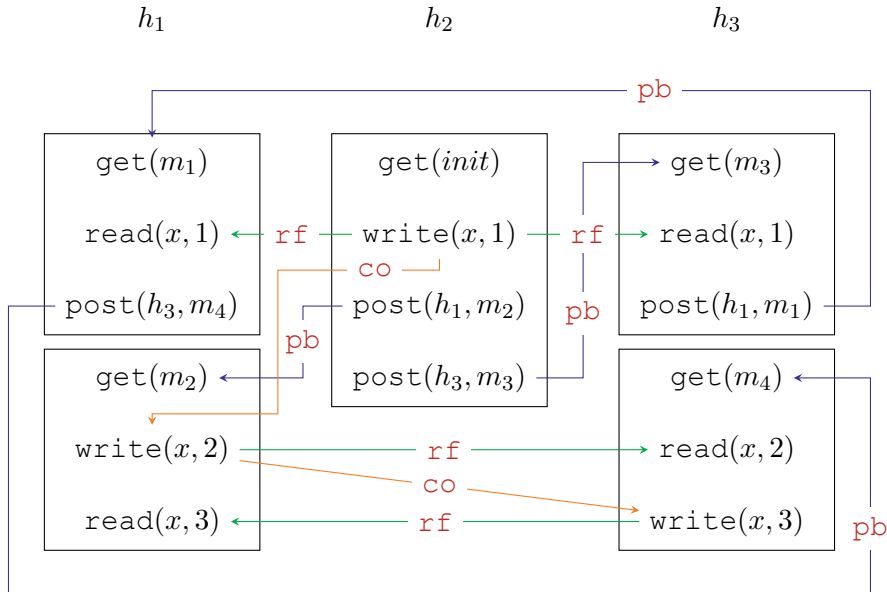 h₁ h₂ h₃
pb
get(m₁) get(init) get(m₃)
read(x, 1) rf write(x, 1) rf read(x, 1)
co
post(h₃, m₄) post(h₁, m₂) pb post(h₁, m₁)
pb
get(m₂) post(h₃, m₃) get(m₄)
write(x, 2) rf read(x, 2)
co
read(x, 3) rf write(x, 3) pb